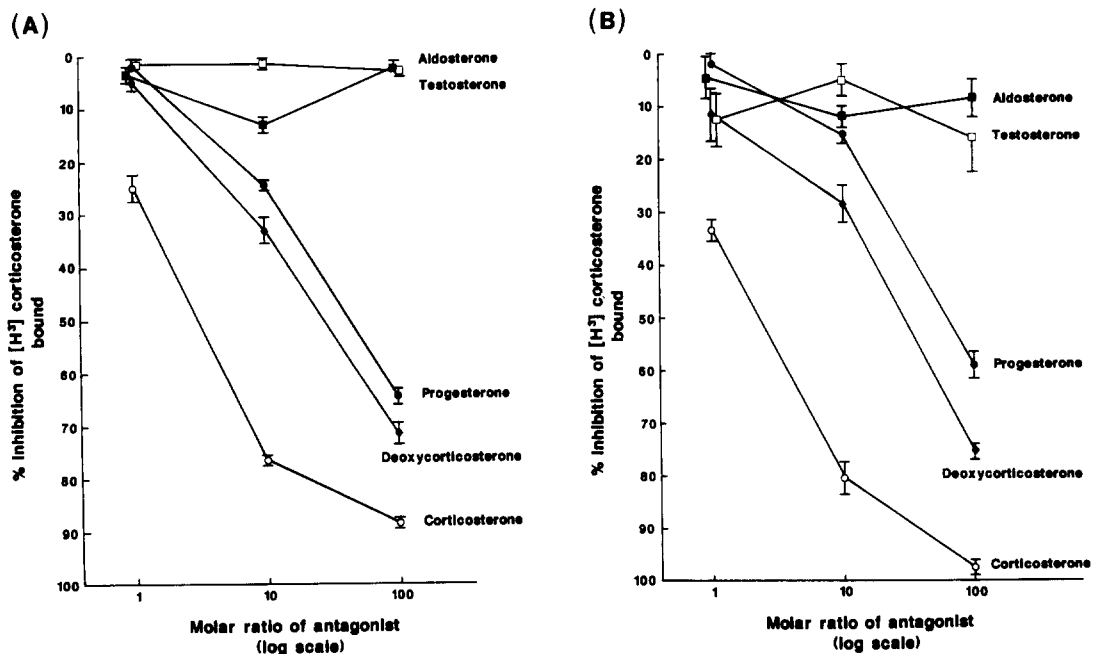 (A)
% Inhibition of [H³] corticosterone
bound
0
10
20
30
40
50
60
70
80
90
100
Aldosterone
Testosterone
Progesterone
Deoxycorticosterone
Corticosterone
1
10
100
Molar ratio of antagonist
(log scale)
(B)
% Inhibition of [H³] corticosterone
bound
0
10
20
30
40
50
60
70
80
90
100
Aldosterone
Testosterone
Progesterone
Deoxycorticosterone
Corticosterone
1
10
100
Molar ratio of antagonist
(log scale)